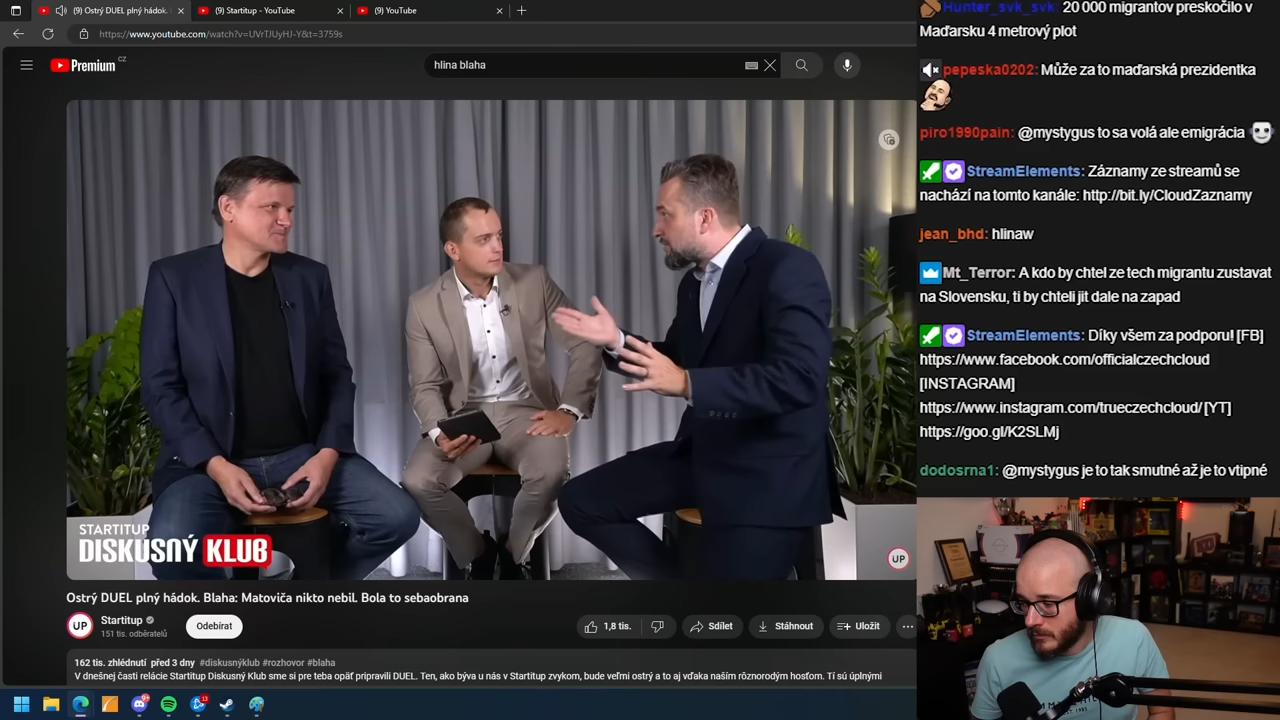 (9) Ostrý DUEL plný hádok.
(9) Startitup - YouTube
(9) YouTube
https://www.youtube.com/watch?v=UVrTJUyHJ-Y&t=3759s
Premium CZ
hlina blaha
STARTITUP
DISKUSNÝ KLUB
UP
Ostrý DUEL plný hádok. Blaha: Matoviča nikto nebil. Bola to sebaobrana
UP
Startitup
151 tis. odběratelů
Odebírat
1,8 tis.
Sdílet
Stáhnout
Uložit
162 tis. zhlédnutí před 3 dny #diskusnýklub #rozhovor #blaha
V dnešnej časti relácie Startitup Diskusný Klub sme si pre teba opäť pripravili DUEL. Ten, ako býva u nás v Startitup zvykom, bude veľmi ostrý a to aj vďaka našim rôznorodým hosťom. Tí sú úplnými
Hunter_svk_svk: 20 000 migrantov preskočilo v
Maďarsku 4 metrový plot
pepeska0202: Může za to maďarská prezidentka
piro1990pain: @mystygus to sa volá ale emigrácia
StreamElements: Záznamy ze streamů se
nachází na tomto kanále: http://bit.ly/CloudZaznamy
jean_bhd: hlinaw
Mt_Terror: A kdo by chtel ze tech migrantu zustavat
na Slovensku, ti by chteli jit dale na zapad
StreamElements: Díky všem za podporu! [FB]
https://www.facebook.com/officialczechcloud
[INSTAGRAM]
https://www.instagram.com/trueczechcloud/ [YT]
https://goo.gl/K2SLMj
dodosrna1: @mystygus je to tak smutné až je to vtipné